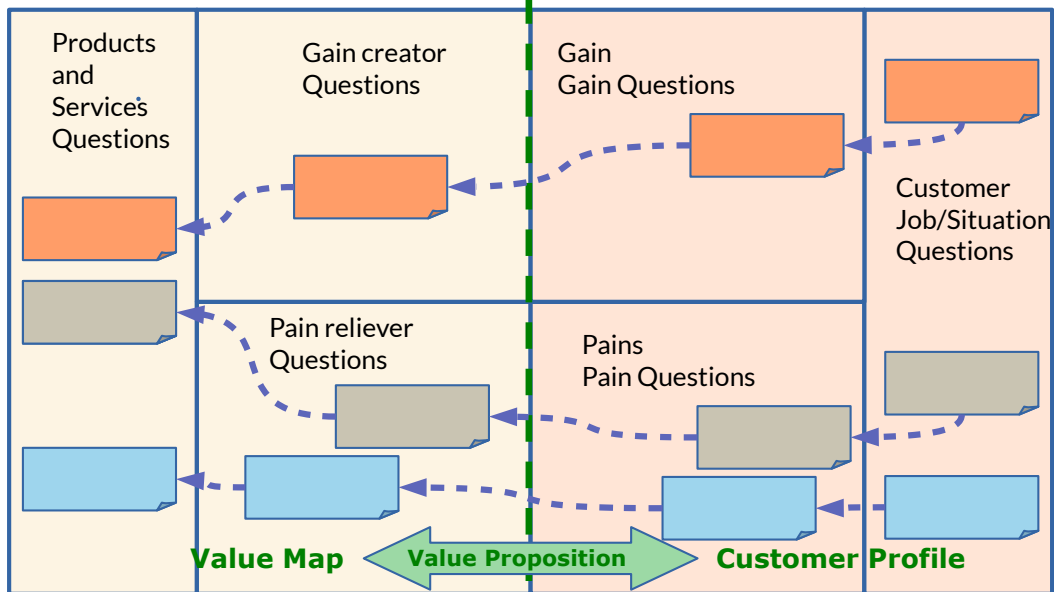 Products
and
Services
Questions
Gain creator
Questions
Gain
Gain Questions
Customer
Job/Situation
Questions
Pain reliever
Questions
Pains
Pain Questions
Value Map
Value Proposition
Customer Profile